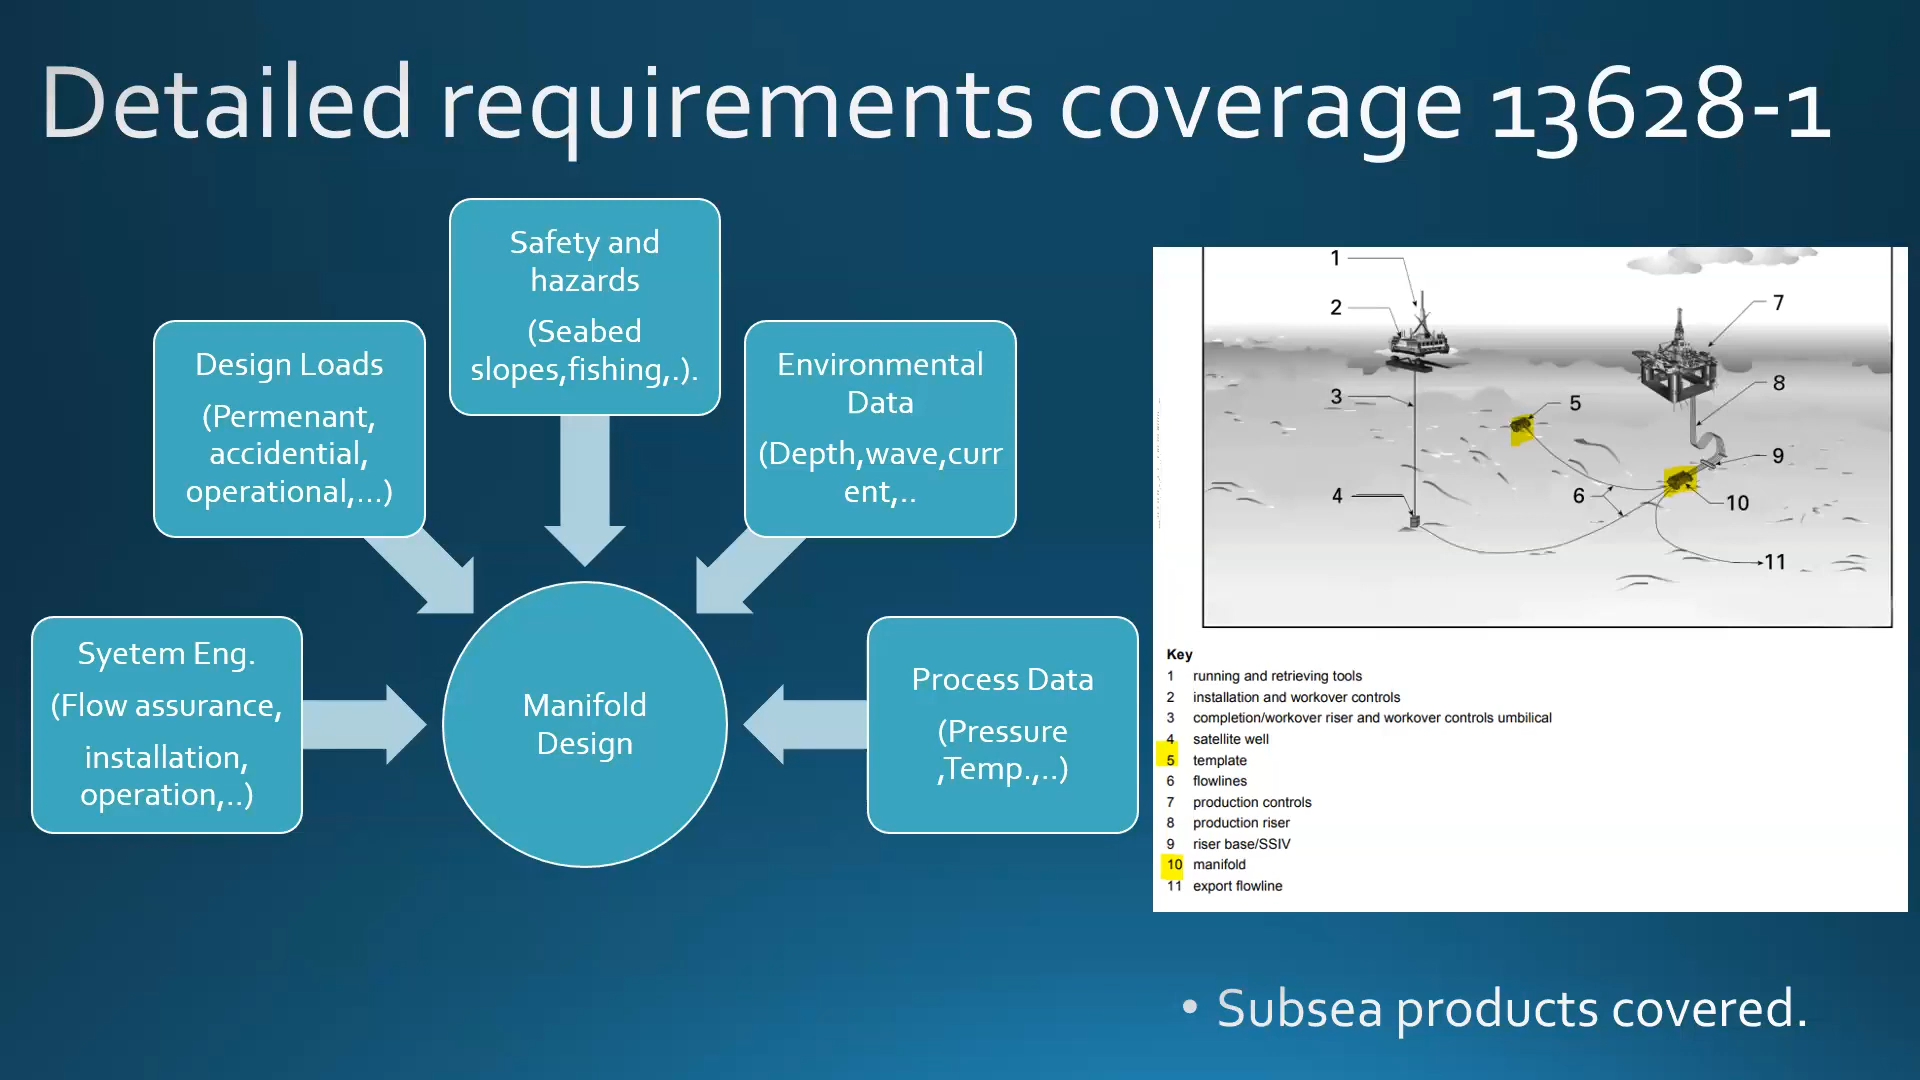 Detailed requirements coverage 13628-1
Safety and
hazards
(Seabed
slopes,fishing,.).
Design Loads
(Permenant,
accidential,
operational,...)
Environmental
Data
(Depth,wave,curr
ent,..
Syetem Eng.
(Flow assurance,
installation,
operation,..)
Manifold
Design
Process Data
(Pressure
,Temp.,..)
1
2
3
4
5
6
7
8
9
10
11
Key
1 running and retrieving tools
2 installation and workover controls
3 completion/workover riser and workover controls umbilical
4 satellite well
5 template
6 flowlines
7 production controls
8 production riser
9 riser base/SSIV
10 manifold
11 export flowline
• Subsea products covered.